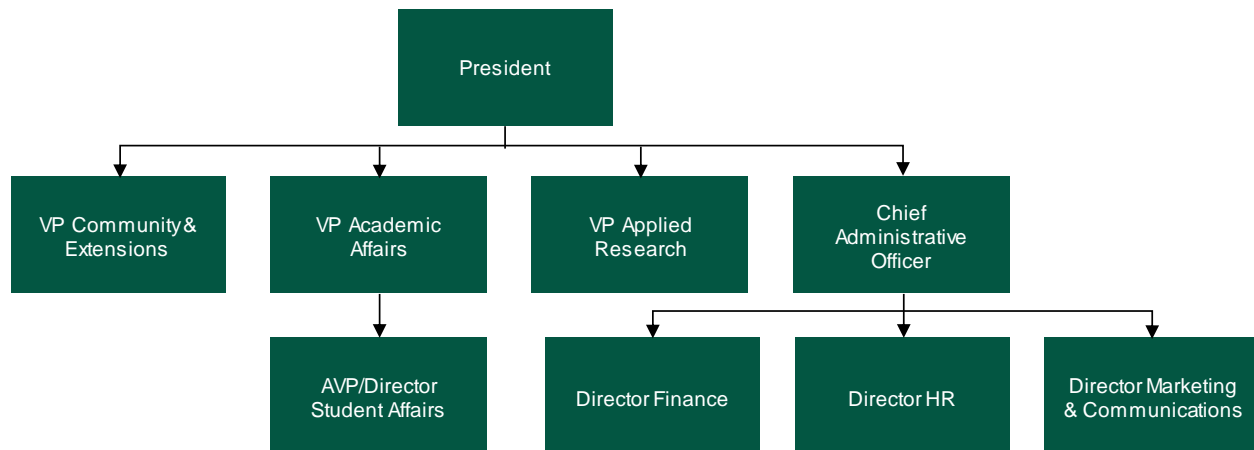 President
VP Community &
Extensions
VP Academic
Affairs
VP Applied
Research
Chief
Administrative
Officer
AVP/Director
Student Affairs
Director Finance
Director HR
Director Marketing
& Communications